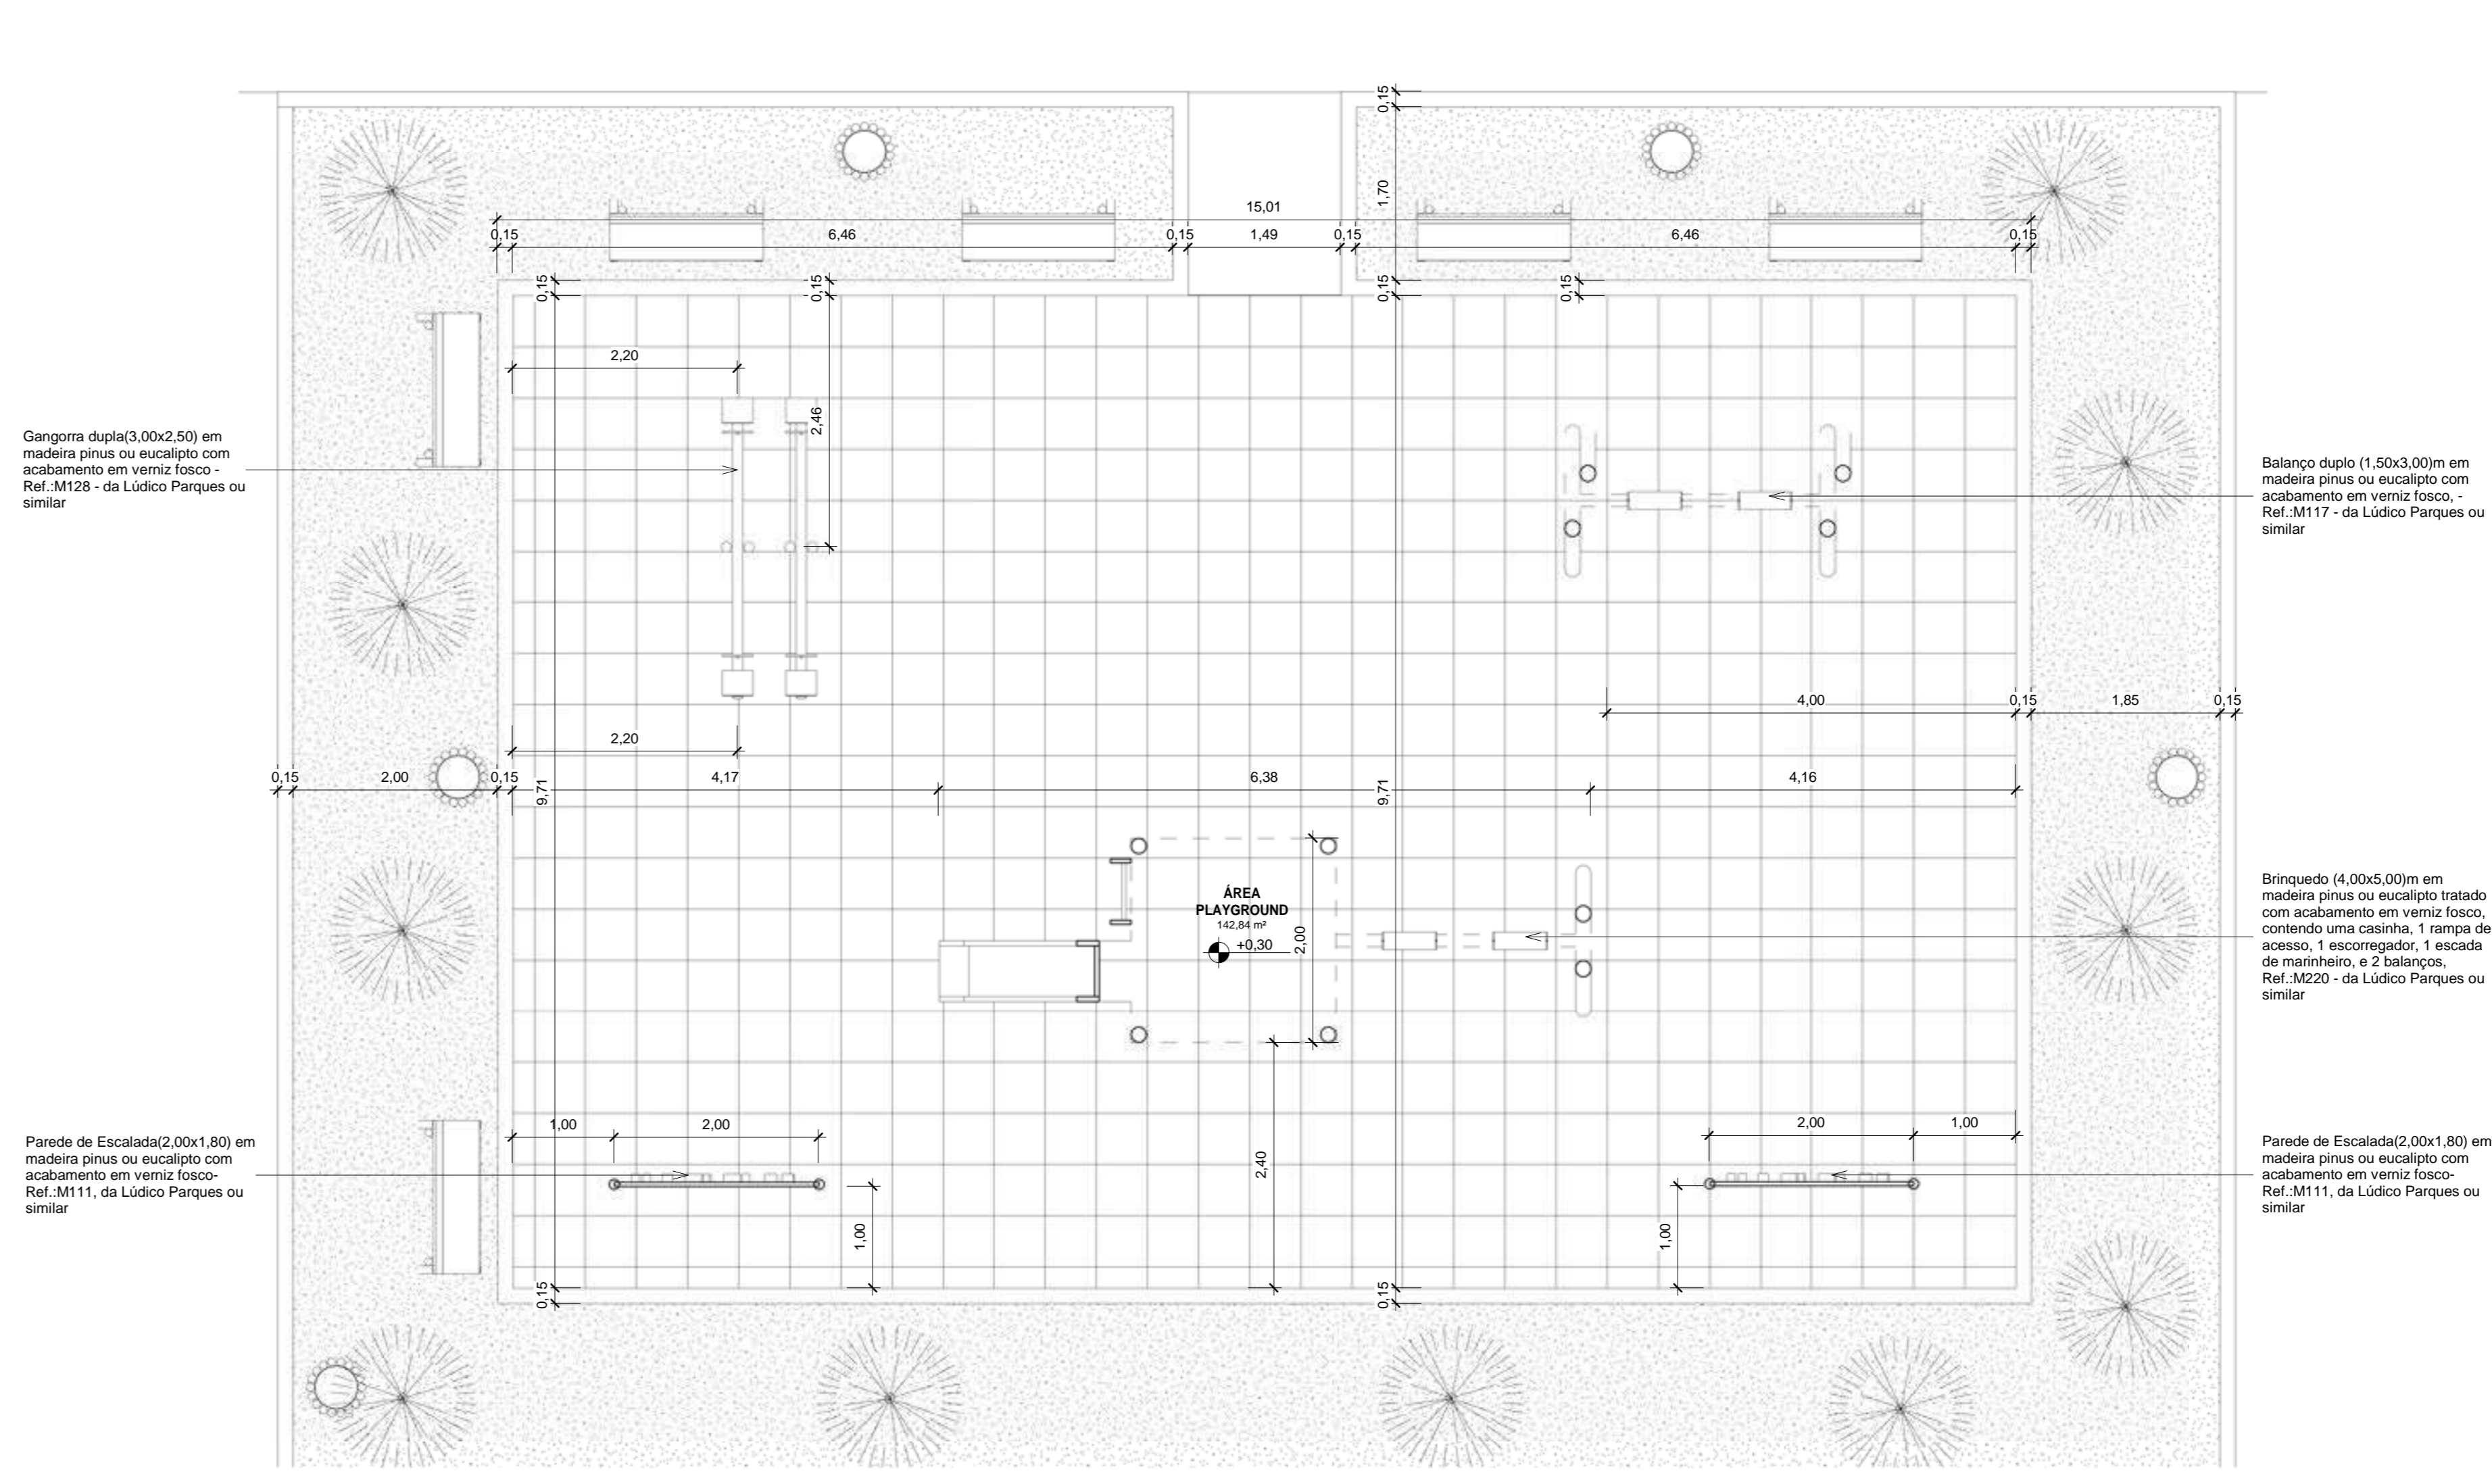 0,15
1,70
15,01
0,15
6,46
0,15
1,49
0,15
6,46
0,15
0,15
0,15
0,15
0,15
2,20
2,46
Gangorra dupla(3,00x2,50) em
madeira pinus ou eucalipto com
acabamento em verniz fosco -
Ref.:M128 - da Lúdico Parques ou
similar
Balanço duplo (1,50x3,00)m em
madeira pinus ou eucalipto com
acabamento em verniz fosco, -
Ref.:M117 - da Lúdico Parques ou
similar
4,00
0,15
1,85
0,15
2,20
0,15
2,00
0,15
9,71
4,17
6,38
9,71
4,16
ÁREA
PLAYGROUND
142,84 m²
+0,30
2,00
Brinquedo (4,00x5,00)m em
madeira pinus ou eucalipto tratado
com acabamento em verniz fosco,
contendo uma casinha, 1 rampa de
acesso, 1 escorregador, 1 escada
de marinheiro, e 2 balanços,
Ref.:M220 - da Lúdico Parques ou
similar
1,00
2,00
2,00
1,00
Parede de Escalada(2,00x1,80) em
madeira pinus ou eucalipto com
acabamento em verniz fosco-
Ref.:M111, da Lúdico Parques ou
similar
2,40
Parede de Escalada(2,00x1,80) em
madeira pinus ou eucalipto com
acabamento em verniz fosco-
Ref.:M111, da Lúdico Parques ou
similar
1,00
1,00
0,15
0,15